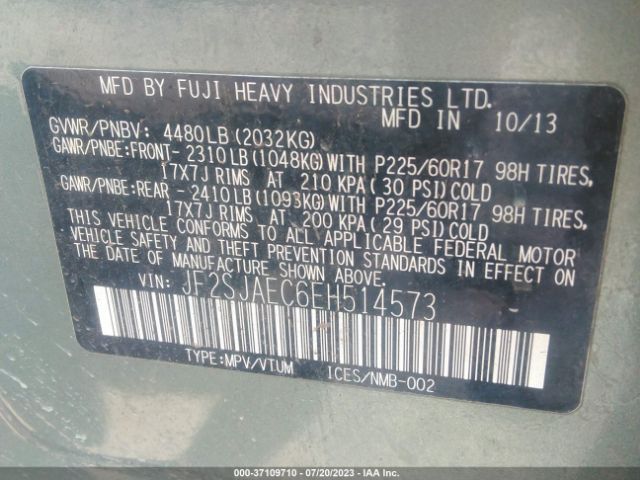 MFD BY FUJI HEAVY INDUSTRIES LTD.
MFD IN 10/13
GVWR/PNBV: 4480LB(2032KG)
GAWR/PNBE:FRONT- 2310LB(1048KG)WITH P225/60R17 98H TIRES,
17X7J RIMS AT 210 KPA(30 PSI)COLD
GAWR/PNBE:REAR - 2410LB(1093KG)WITH P225/60R17 98H TIRES,
17X7J RIMS AT 200 KPA(29 PSI)COLD
THIS VEHICLE CONFORMS TO ALL APPLICABLE FEDERAL MOTOR
VEHICLE SAFETY AND THEFT PREVENTION STANDARDS IN EFFECT ON
THE DATE OF MANUFACTURE SHOWN ABOVE.
VIN: JF2SJAEC6EH514573
TYPE:MPV/VTUM ICES/NMB-002
000-37109710 - 07/20/2023 - IAA Inc.